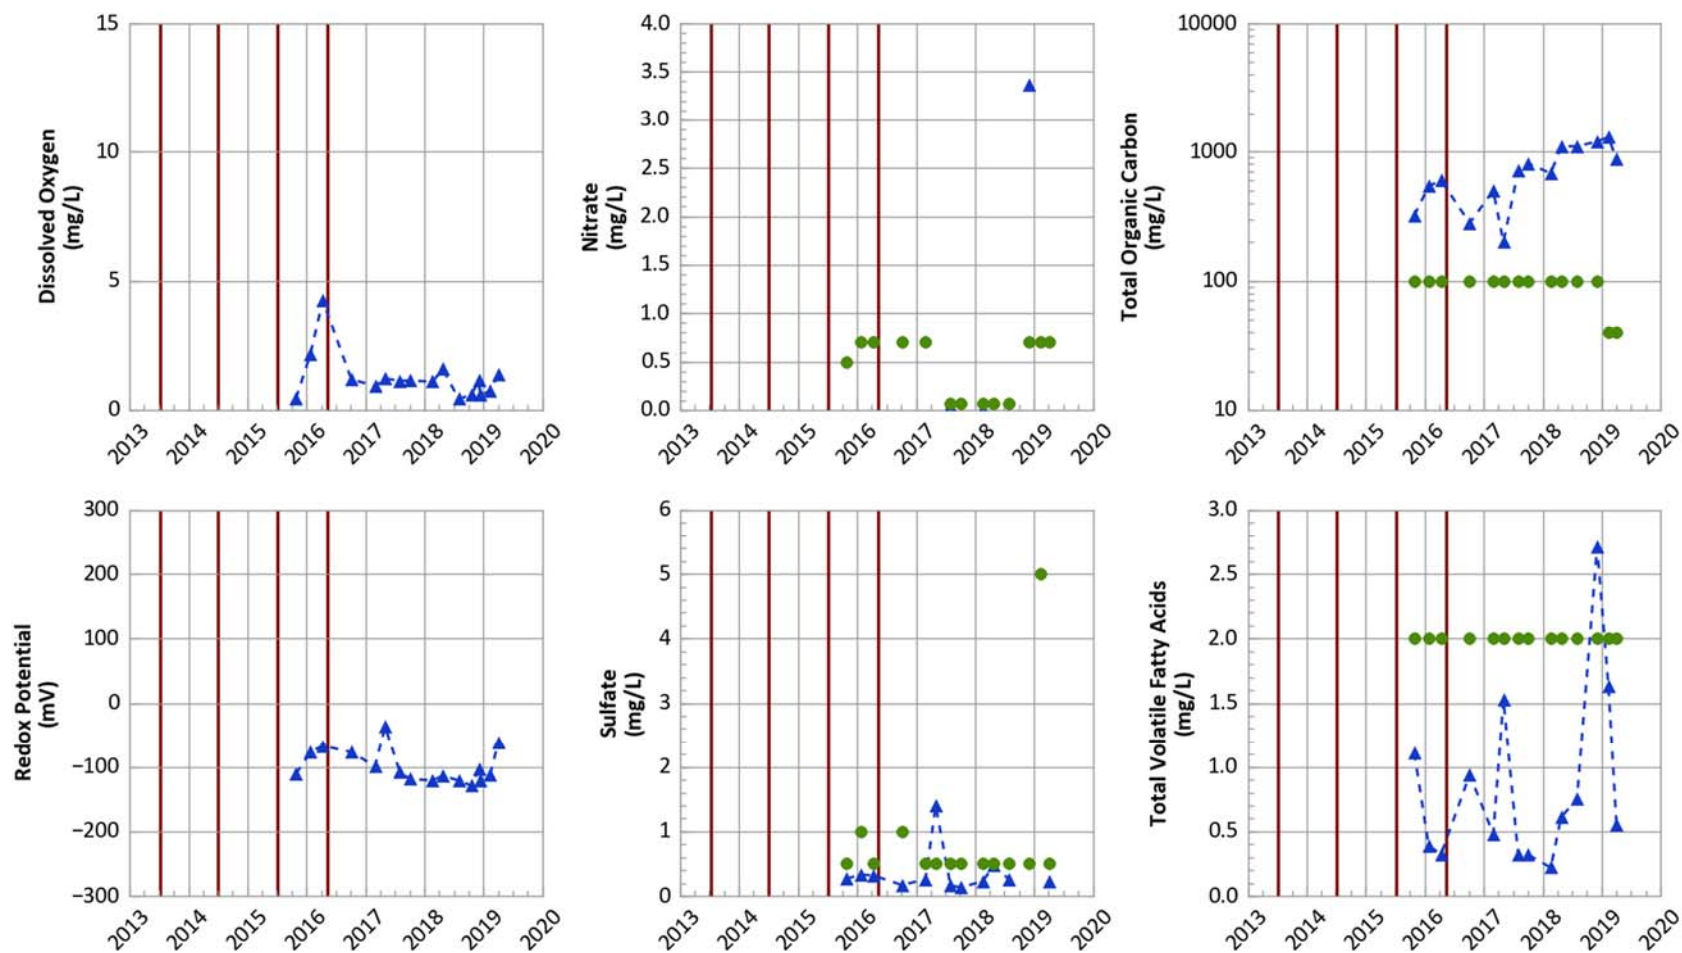 Dissolved Oxygen
(mg/L)
15
10
5
0
2013 2014 2015 2016 2017 2018 2019 2020
Nitrate
(mg/L)
4.0
3.5
3.0
2.5
2.0
1.5
1.0
0.5
0.0
2013 2014 2015 2016 2017 2018 2019 2020
Total Organic Carbon
(mg/L)
10000
1000
100
10
2013 2014 2015 2016 2017 2018 2019 2020
Redox Potential
(mV)
300
200
100
0
−100
−200
−300
2013 2014 2015 2016 2017 2018 2019 2020
Sulfate
(mg/L)
6
5
4
3
2
1
0
2013 2014 2015 2016 2017 2018 2019 2020
Total Volatile Fatty Acids
(mg/L)
3.0
2.5
2.0
1.5
1.0
0.5
0.0
2013 2014 2015 2016 2017 2018 2019 2020